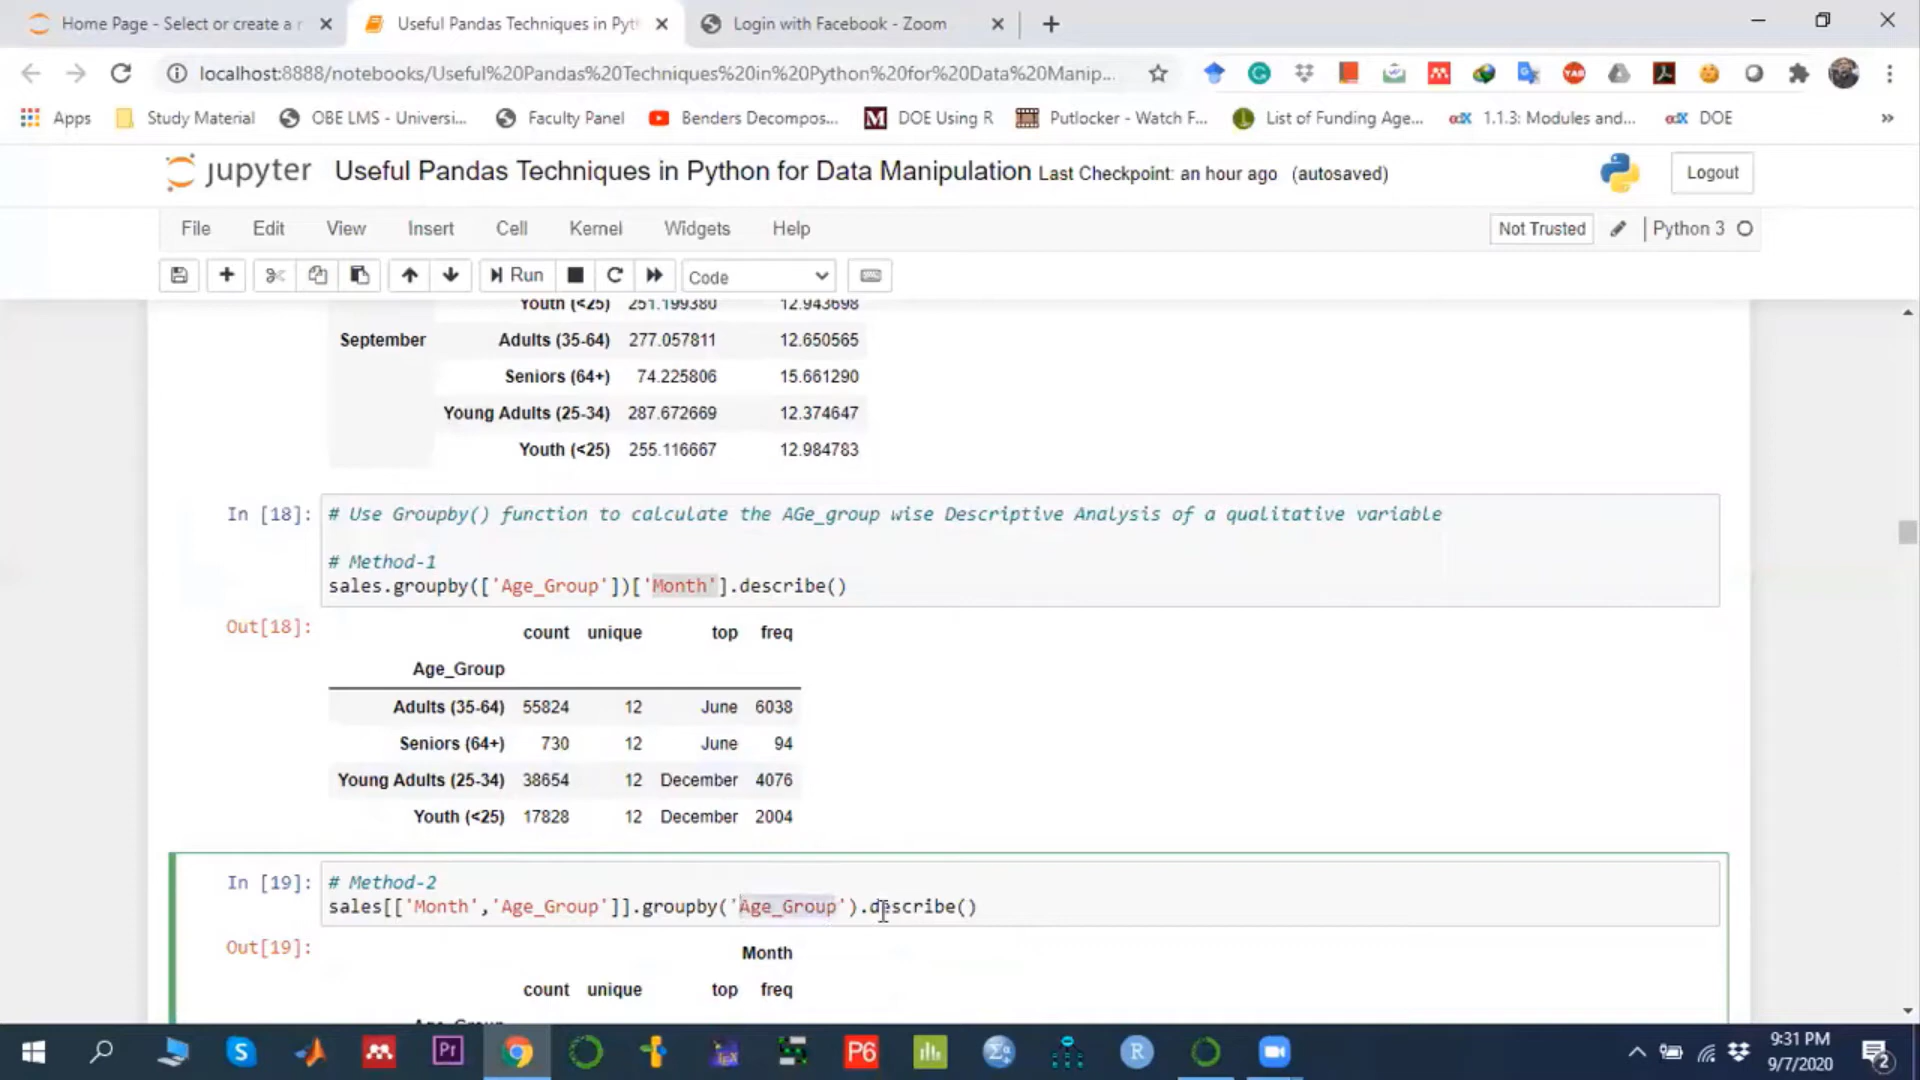 Home Page - Select or create a r
Useful Pandas Techniques in Pyth
Login with Facebook - Zoom
localhost:8888/notebooks/Useful%20Pandas%20Techniques%20in%20Python%20for%20Data%20Manip...
Apps
Study Material
OBE LMS - Universi...
Faculty Panel
Benders Decompos...
M DOE Using R
Putlocker - Watch F...
List of Funding Age...
1.1.3: Modules and...
DOE
jupyter Useful Pandas Techniques in Python for Data Manipulation Last Checkpoint: an hour ago (autosaved)
Logout
File Edit View Insert Cell Kernel Widgets Help
Not Trusted
Python 3
Run
Code
Youth (<25) 251.199380 12.943698
September Adults (35-64) 277.057811 12.650565
Seniors (64+) 74.225806 15.661290
Young Adults (25-34) 287.672669 12.374647
Youth (<25) 255.116667 12.984783
In [18]: # Use Groupby() function to calculate the AGe_group wise Descriptive Analysis of a qualitative variable
# Method-1
sales.groupby(['Age_Group'])['Month'].describe()
Out[18]:
count unique top freq
Age_Group
Adults (35-64) 55824 12 June 6038
Seniors (64+) 730 12 June 94
Young Adults (25-34) 38654 12 December 4076
Youth (<25) 17828 12 December 2004
In [19]: # Method-2
sales[['Month','Age_Group']].groupby('Age_Group').describe()
Out[19]:
Month
count unique top freq
Age_Group
9:31 PM
9/7/2020
2